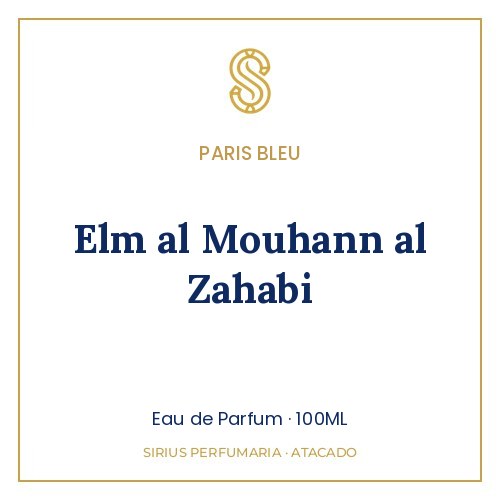 PARIS BLEU
Elm al Mouhann al
Zahabi
Eau de Parfum · 100ML
SIRIUS PERFUMARIA · ATACADO